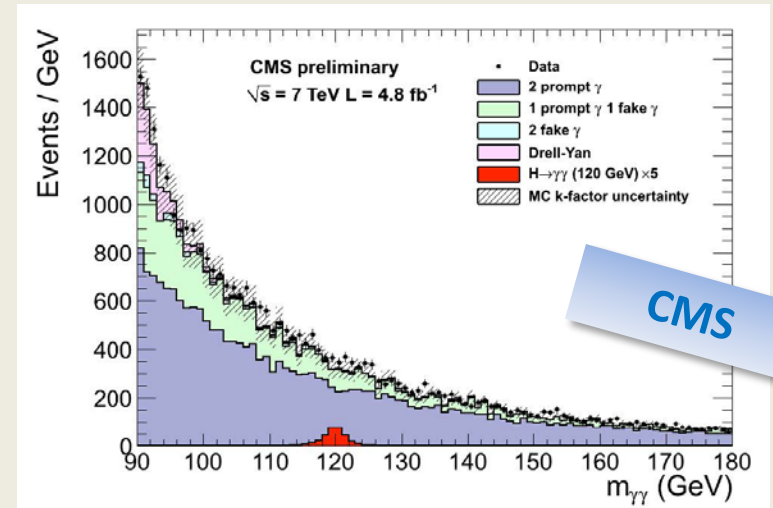 Events / GeV
1600
1400
1200
1000
800
600
400
200
0
CMS preliminary
√s = 7 TeV L = 4.8 fb⁻¹
Data
2 prompt γ
1 prompt γ 1 fake γ
2 fake γ
Drell-Yan
H→γγ (120 GeV) ×5
MC k-factor uncertainty
CMS
90 100 110 120 130 140 150 160 170 180
mγγ (GeV)